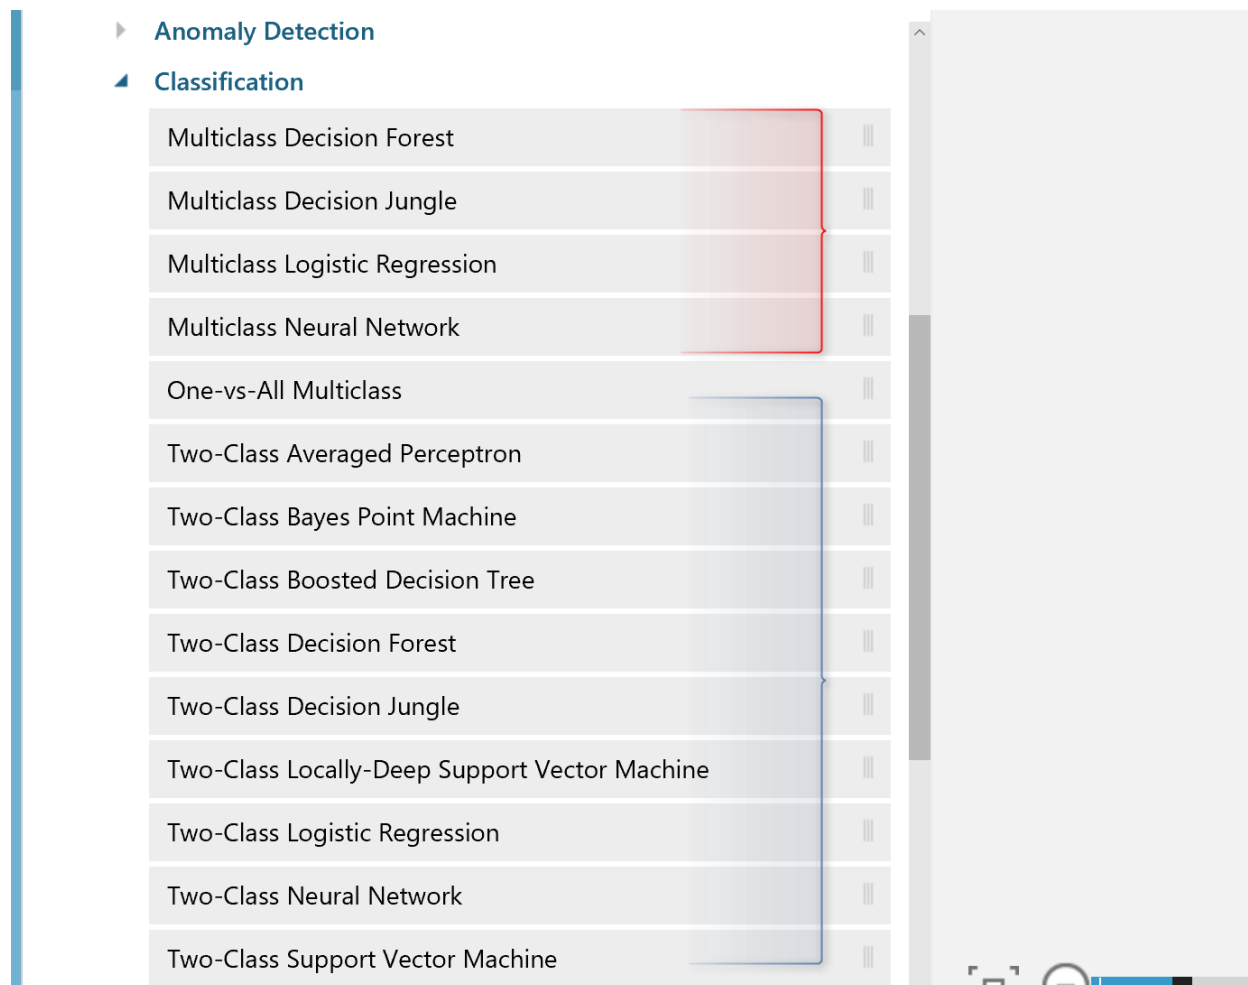 Anomaly Detection
Classification
Multiclass Decision Forest
Multiclass Decision Jungle
Multiclass Logistic Regression
Multiclass Neural Network
One-vs-All Multiclass
Two-Class Averaged Perceptron
Two-Class Bayes Point Machine
Two-Class Boosted Decision Tree
Two-Class Decision Forest
Two-Class Decision Jungle
Two-Class Locally-Deep Support Vector Machine
Two-Class Logistic Regression
Two-Class Neural Network
Two-Class Support Vector Machine